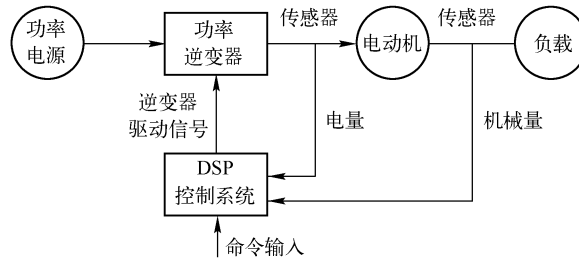 功率
电源
功率
逆变器
传感器
电动机
传感器
负载
逆变器
驱动信号
电量
机械量
DSP
控制系统
命令输入